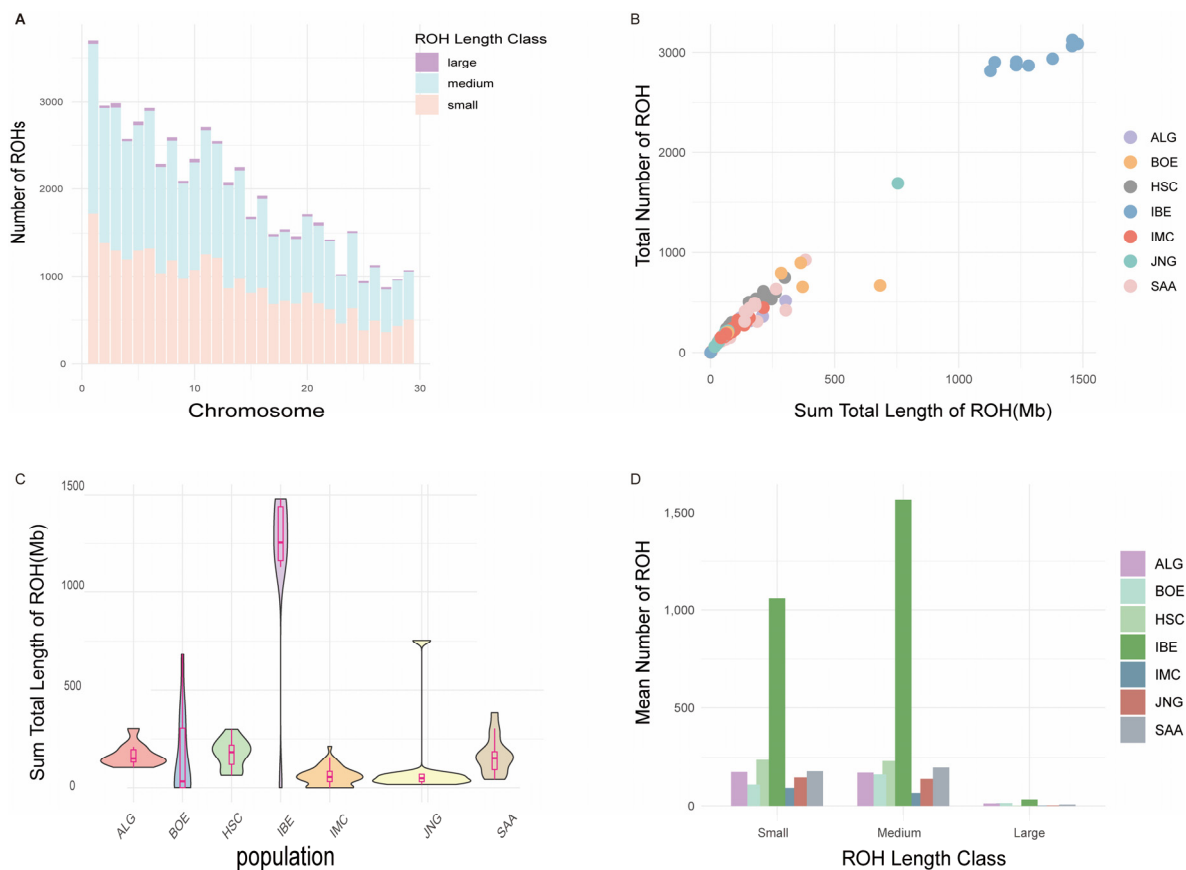 A
ROH Length Class
large
medium
small
Number of ROHs
3000
2000
1000
0
0
10
20
30
Chromosome
B
Total Number of ROH
3000
2000
1000
0
0
500
1000
1500
Sum Total Length of ROH(Mb)
ALG
BOE
HSC
IBE
IMC
JNG
SAA
C
Sum Total Length of ROH(Mb)
1500
1000
500
0
ALG
BOE
HSC
IBE
IMC
JNG
SAA
population
D
Mean Number of ROH
1,500
1,000
500
0
Small
Medium
Large
ROH Length Class
ALG
BOE
HSC
IBE
IMC
JNG
SAA